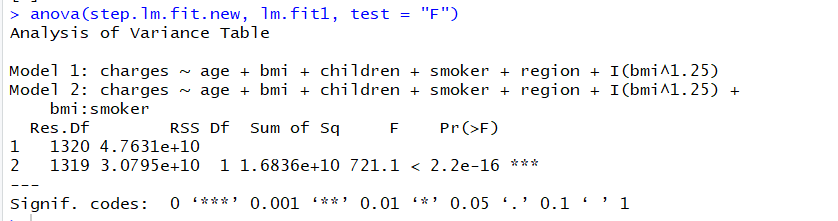 > anova(step.lm.fit.new, lm.fit1, test = "F")
Analysis of Variance Table
Model 1: charges ~ age + bmi + children + smoker + region + I(bmi^1.25)
Model 2: charges ~ age + bmi + children + smoker + region + I(bmi^1.25) +
    bmi:smoker
  Res.Df        RSS Df  Sum of Sq     F    Pr(>F)
1   1320 4.7631e+10
2   1319 3.0795e+10  1 1.6836e+10 721.1 < 2.2e-16 ***
---
Signif. codes:  0 ‘***’ 0.001 ‘**’ 0.01 ‘*’ 0.05 ‘.’ 0.1 ‘ ’ 1